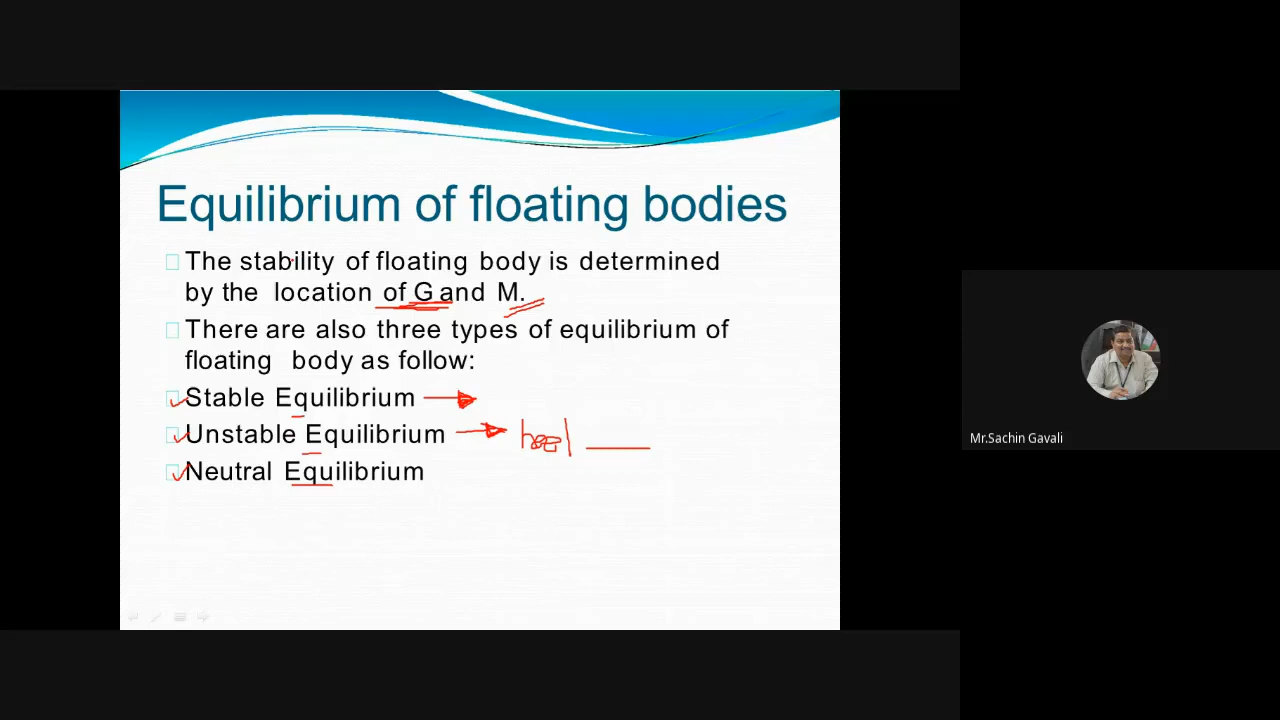 Equilibrium of floating bodies
The stability of floating body is determined
by the location of G and M.
There are also three types of equilibrium of
floating body as follow:
Stable Equilibrium
Unstable Equilibrium heel
Neutral Equilibrium
Mr.Sachin Gavali